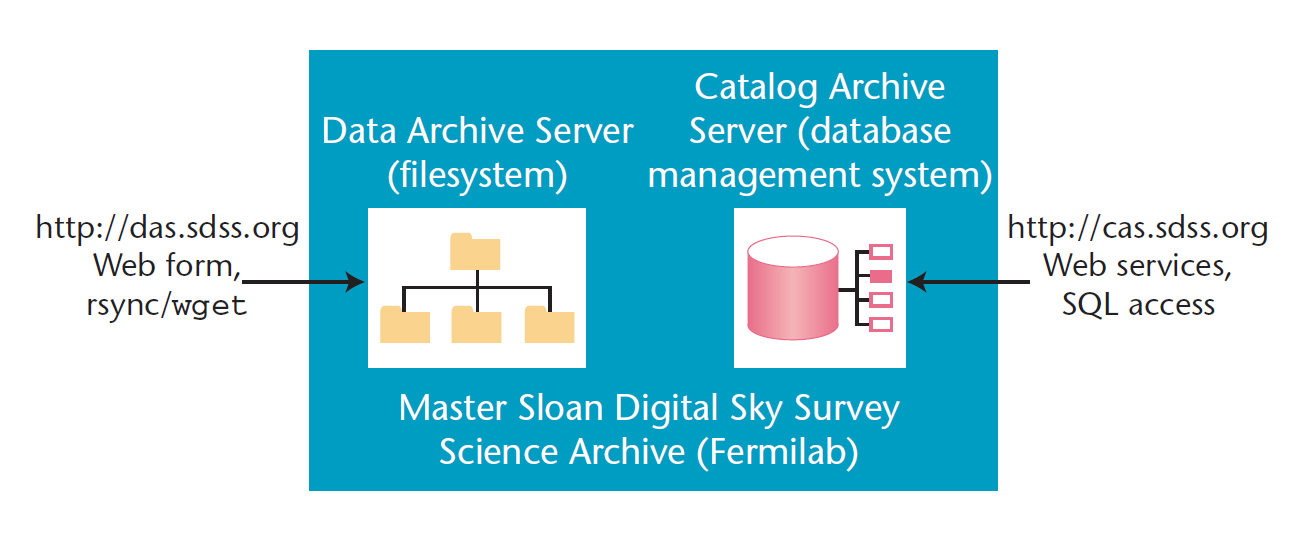 Data Archive Server
(filesystem)
Catalog Archive
Server (database
management system)
http://das.sdss.org
Web form,
rsync/wget
http://cas.sdss.org
Web services,
SQL access
Master Sloan Digital Sky Survey
Science Archive (Fermilab)